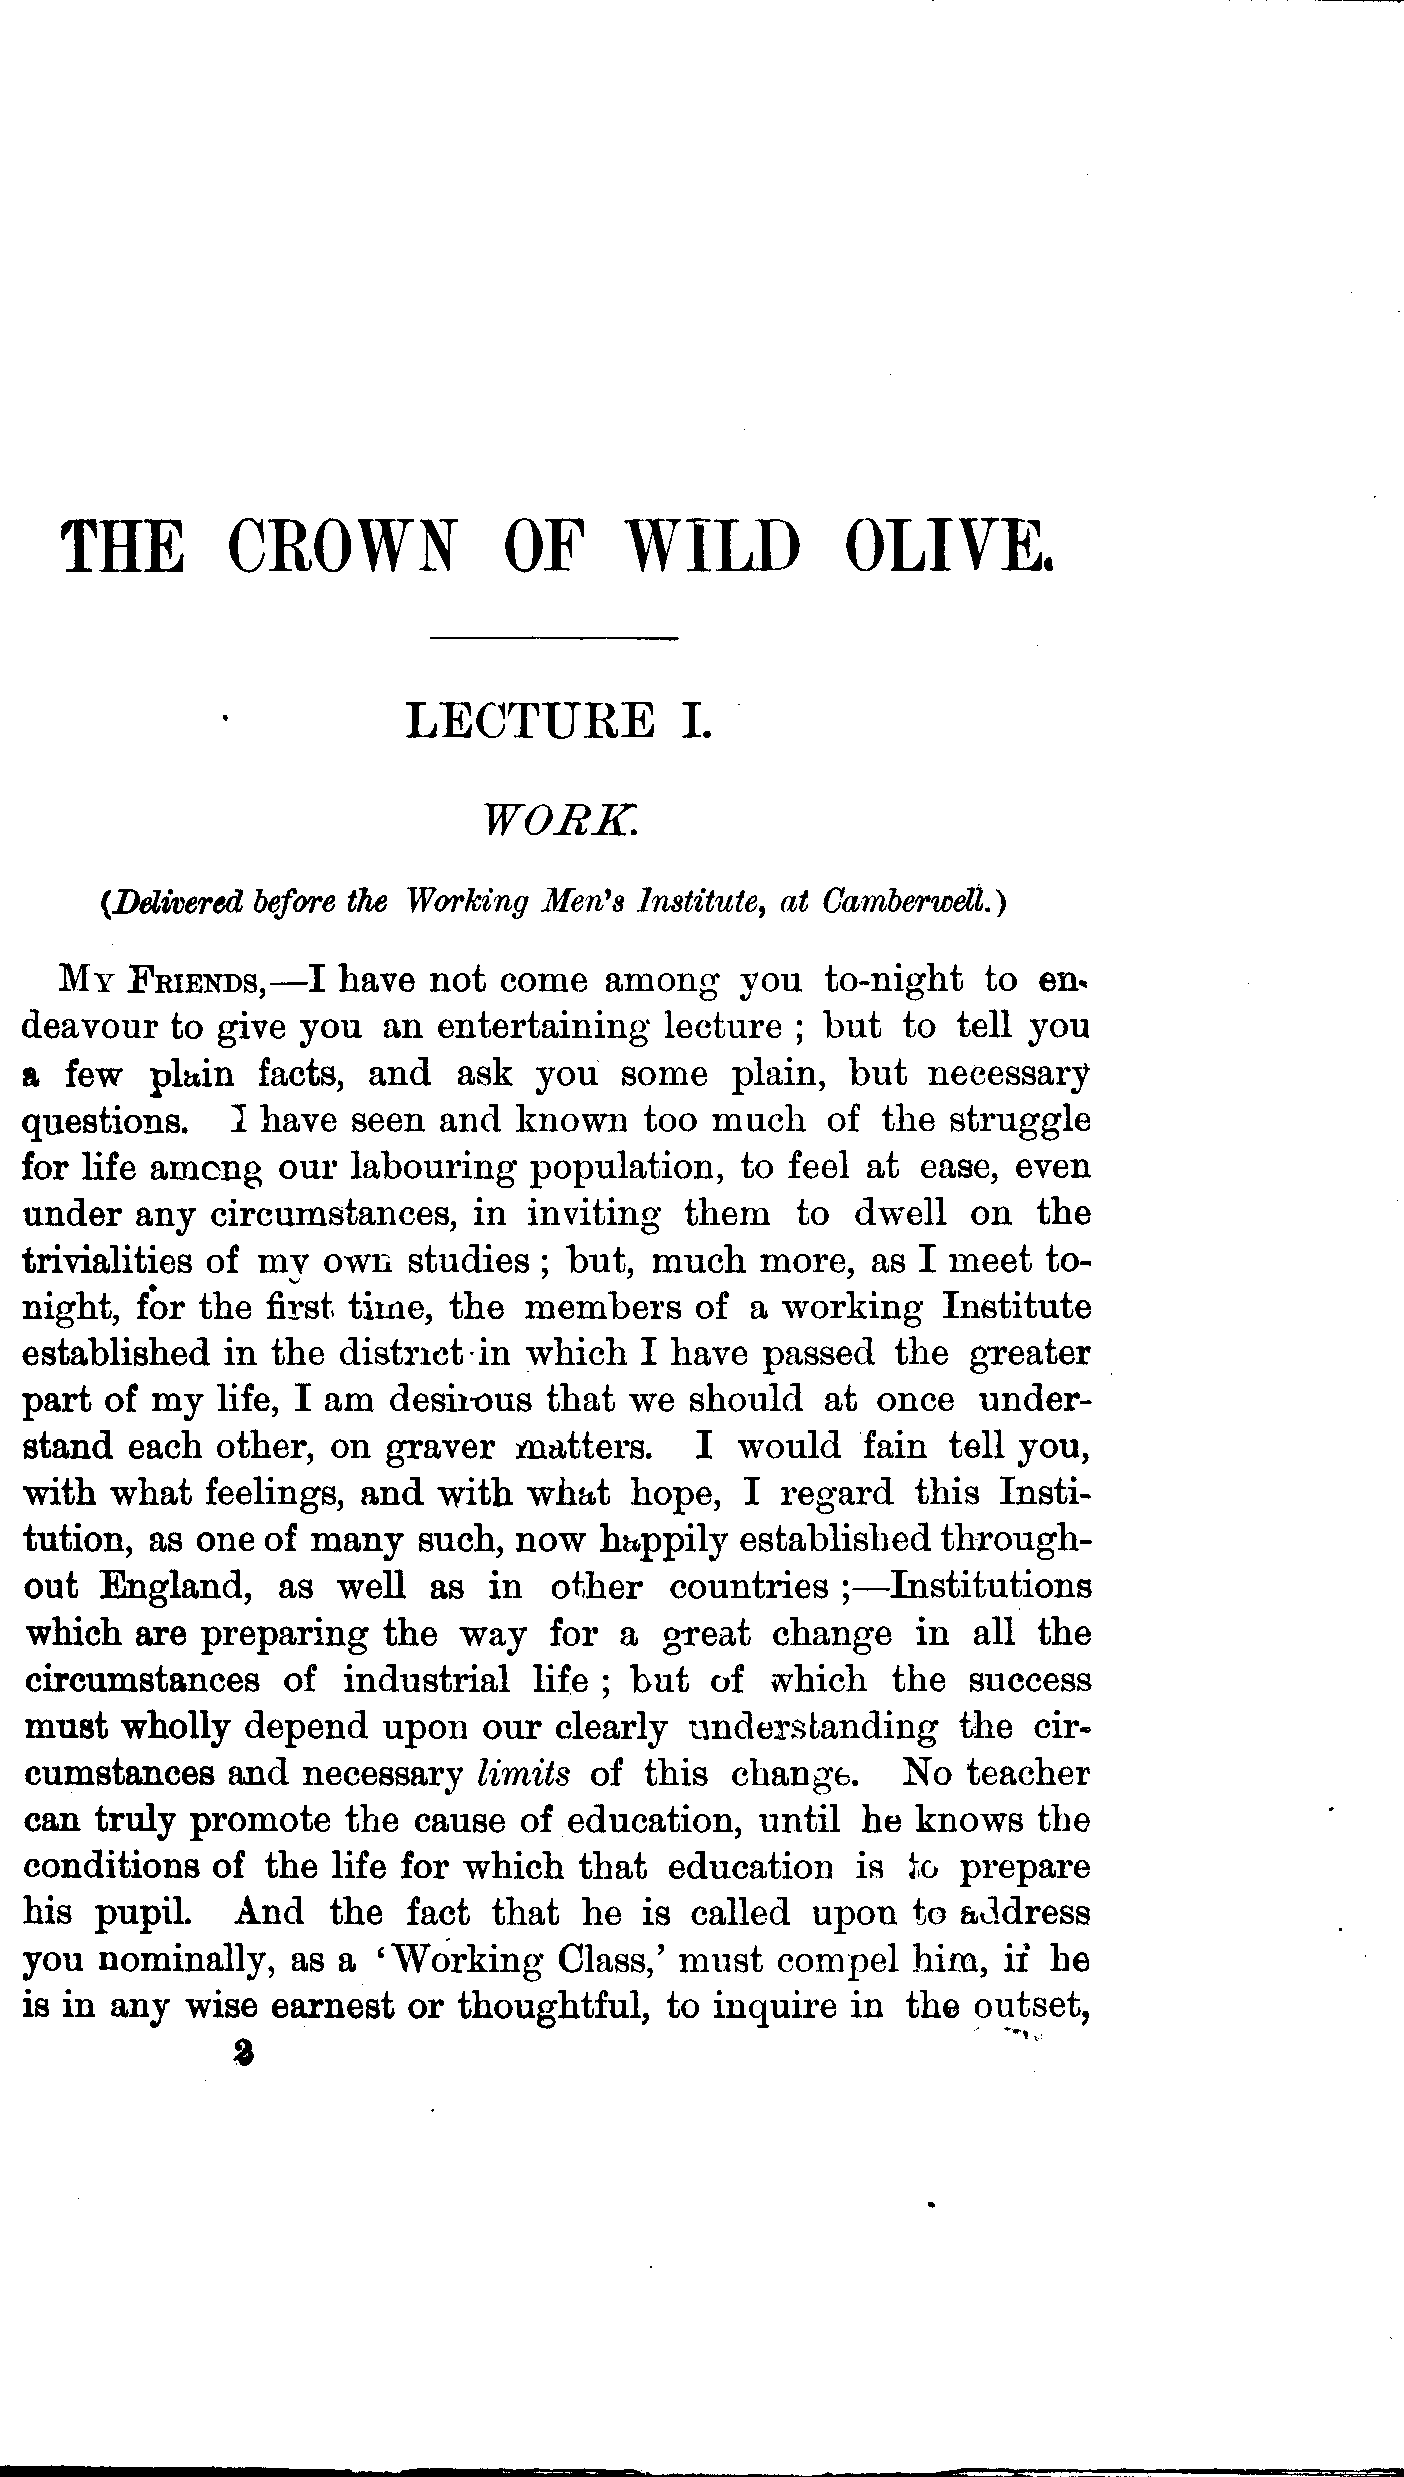 THE CROWN OF WILD OLIVE.
LECTURE I.
WORK.
(Delivered before the Working Men's Institute, at Camberwell.)
MY FRIENDS,—I have not come among you to-night to en-
deavour to give you an entertaining lecture ; but to tell you
a few plain facts, and ask you some plain, but necessary
questions. I have seen and known too much of the struggle
for life among our labouring population, to feel at ease, even
under any circumstances, in inviting them to dwell on the
trivialities of my own studies ; but, much more, as I meet to-
night, for the first time, the members of a working Institute
established in the district in which I have passed the greater
part of my life, I am desirous that we should at once under-
stand each other, on graver matters. I would fain tell you,
with what feelings, and with what hope, I regard this Insti-
tution, as one of many such, now happily established through-
out England, as well as in other countries ;—Institutions
which are preparing the way for a great change in all the
circumstances of industrial life ; but of which the success
must wholly depend upon our clearly understanding the cir-
cumstances and necessary limits of this change. No teacher
can truly promote the cause of education, until he knows the
conditions of the life for which that education is to prepare
his pupil. And the fact that he is called upon to address
you nominally, as a ‘Working Class,’ must compel him, if he
is in any wise earnest or thoughtful, to inquire in the outset,
2